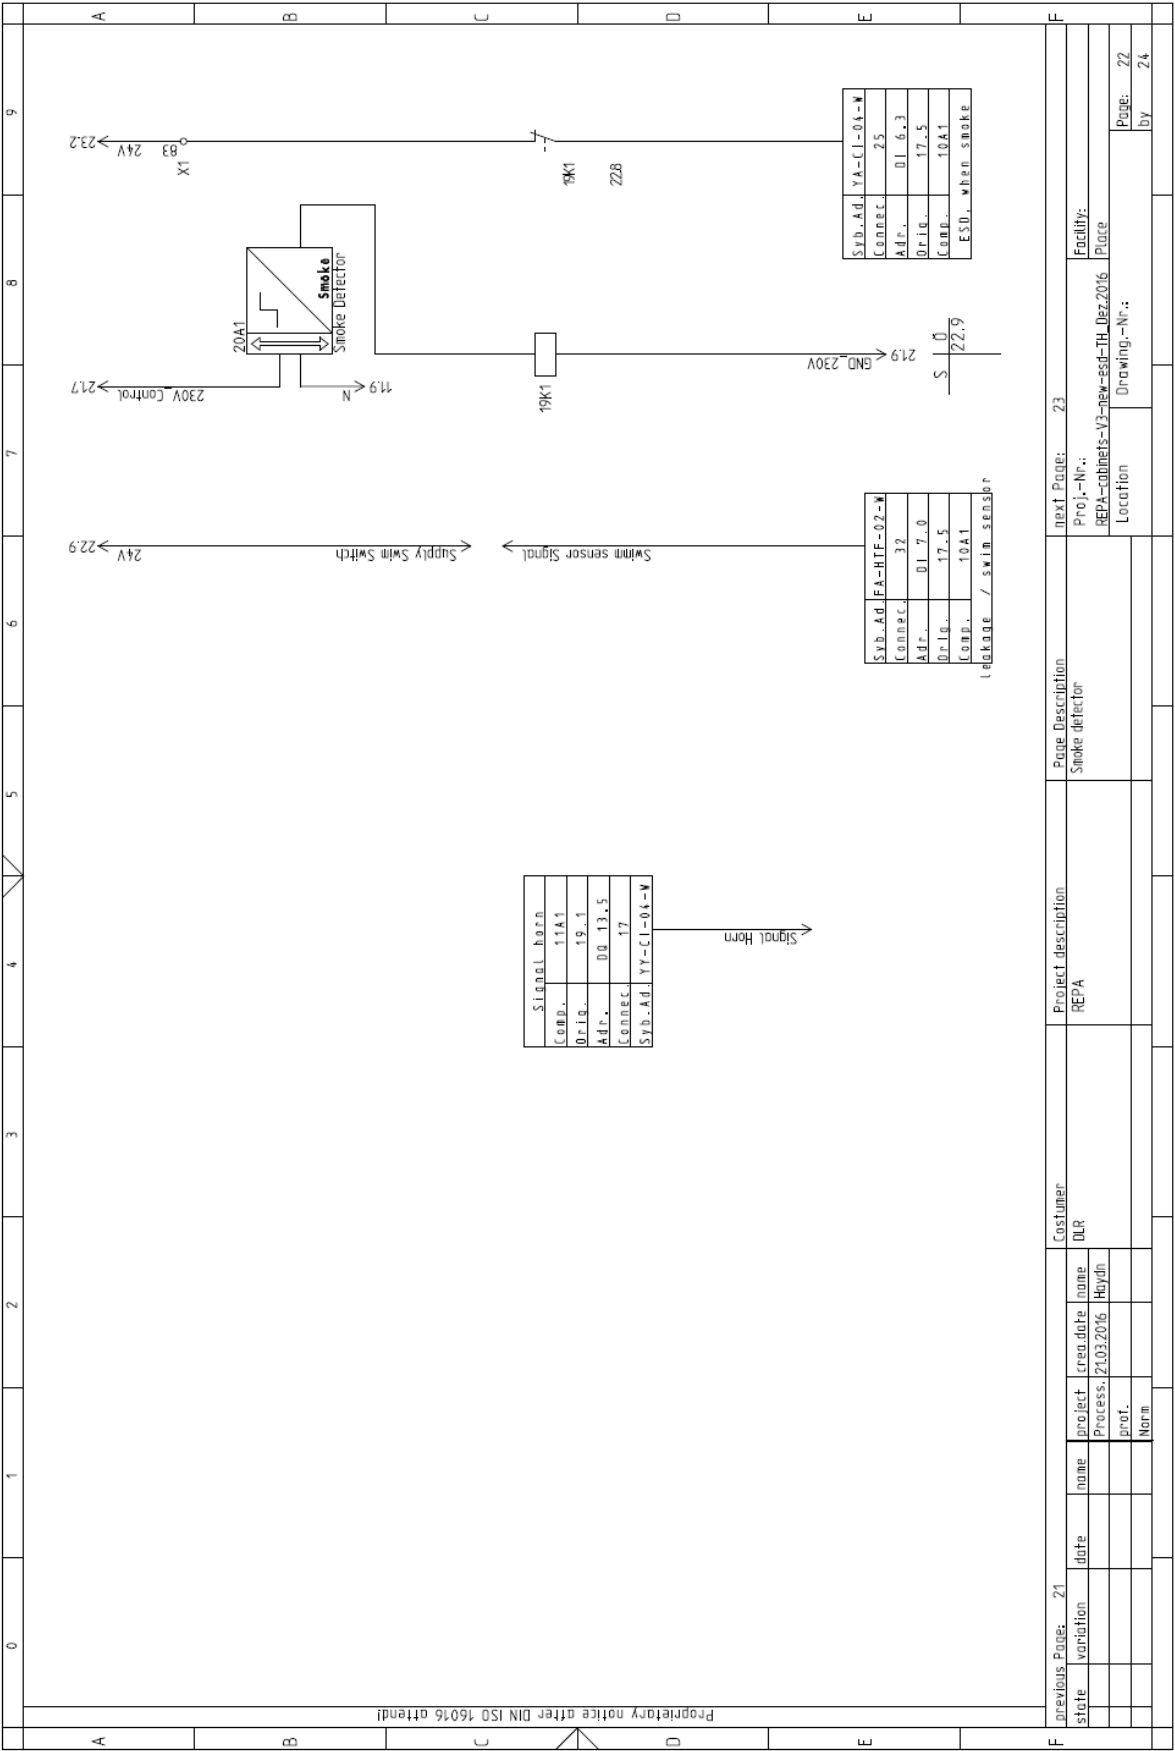 0 1 2 3 4 5 6 7 8 9
A
B
C
D
E
F
A
B
C
D
E
F
Proprietary notice after DIN ISO 16016 attend!
Signal horn
Comp. 11A1
Orig. 19.1
Adr. DQ 13.5
Connec. 17
Syb.Ad. YY-CI-04-W
Signal Horn
22.9
24V
Supply Swim Switch
Swimm sensor Signal
Syb.Ad. FA-HTF-02-W
Connec. 32
Adr. DI 7.0
Orig. 17.5
Comp. 10A1
leakage / swim sensor
21.7
230V_Control
N
11.9
20A1
Smoke
Smoke Detector
19K1
GND_230V
21.9
S Ö
22.9
23.2
24V
83
X1
19K1
22.8
Syb.Ad. YA-CI-04-W
Connec. 25
Adr. DI 6.3
Orig. 17.5
Comp. 10A1
ESD, when smoke
previous Page: 21
state variation date name project crea.date name
Process. 21.03.2016 Haydn
prof.
Norm
Costumer
DLR
Project description
REPA
Page Description
Smoke detector
next Page: 23
Proj.-Nr.: Facility:
REPA-cabinets-V3-new-esd-TH_Dez.2016 Place
Location Drawing.-Nr.: Page: 22
by 24